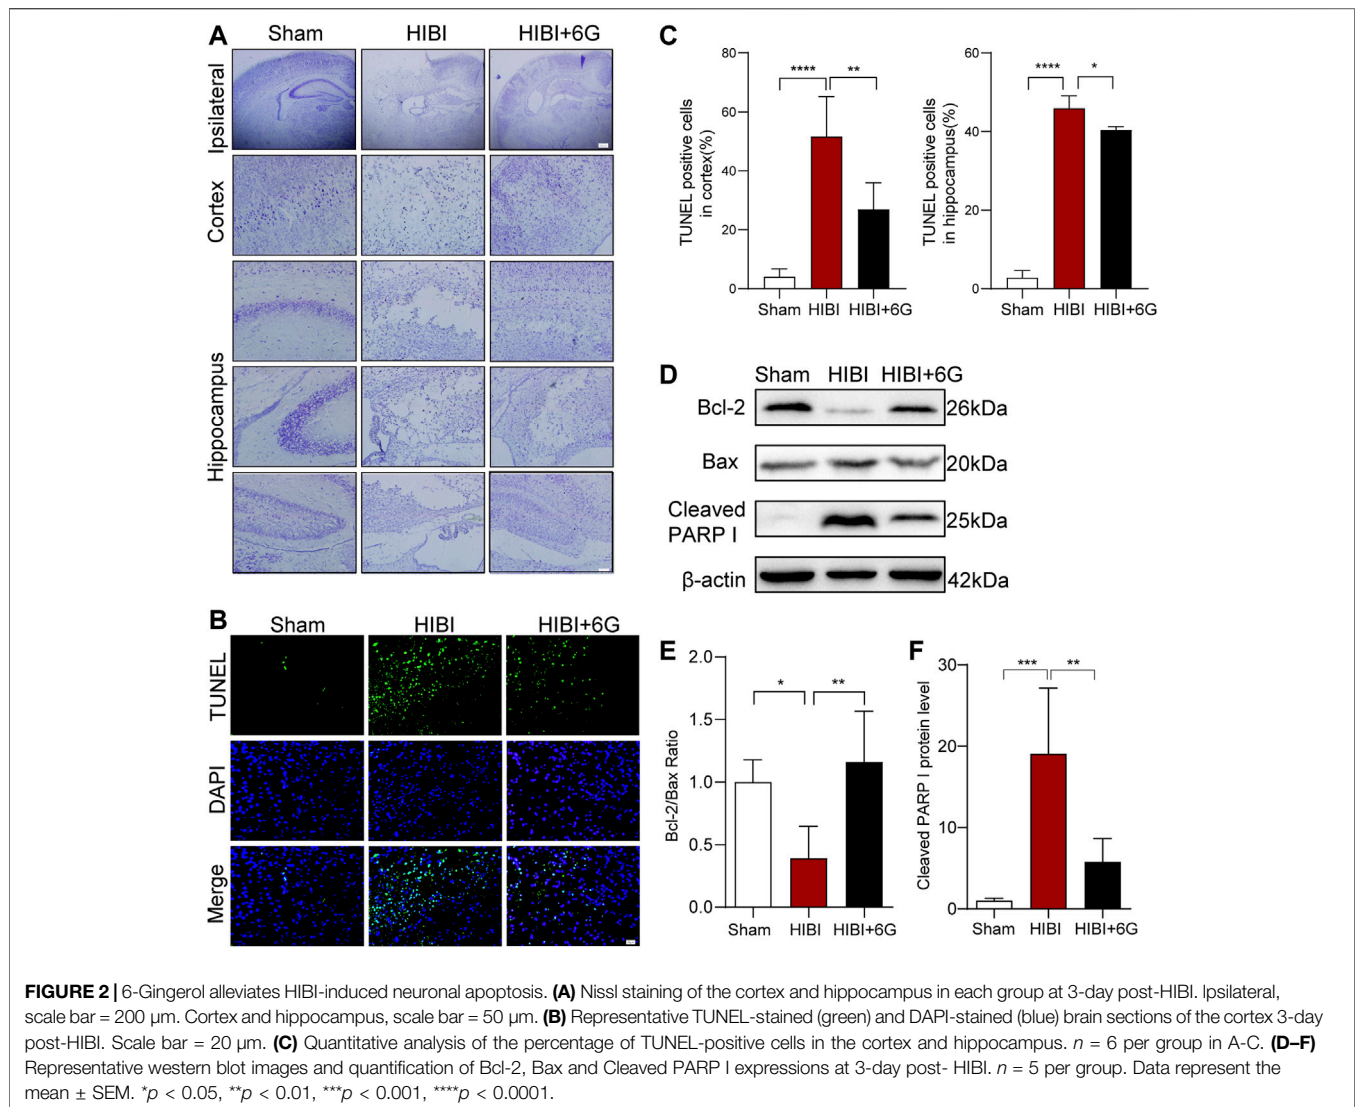 A
Sham HIBI HIBI+6G
Ipsilateral
Cortex
Hippocampus
B
Sham HIBI HIBI+6G
TUNEL
DAPI
Merge
C
TUNEL positive cells
in cortex(%)
80
60
40
20
0
**** **
Sham HIBI HIBI+6G
TUNEL positive cells
in hippocampus(%)
60
40
20
0
**** *
Sham HIBI HIBI+6G
D
Sham HIBI HIBI+6G
Bcl-2 26kDa
Bax 20kDa
Cleaved
PARP I 25kDa
β-actin 42kDa
E
Bcl-2/Bax Ratio
2.0
1.5
1.0
0.5
0.0
* **
Sham HIBI HIBI+6G
F
Cleaved PARP I protein level
30
20
10
0
*** **
Sham HIBI HIBI+6G
FIGURE 2 | 6-Gingerol alleviates HIBI-induced neuronal apoptosis. (A) Nissl staining of the cortex and hippocampus in each group at 3-day post-HIBI. Ipsilateral,
scale bar = 200 μm. Cortex and hippocampus, scale bar = 50 μm. (B) Representative TUNEL-stained (green) and DAPI-stained (blue) brain sections of the cortex 3-day
post-HIBI. Scale bar = 20 μm. (C) Quantitative analysis of the percentage of TUNEL-positive cells in the cortex and hippocampus. n = 6 per group in A-C. (D–F)
Representative western blot images and quantification of Bcl-2, Bax and Cleaved PARP I expressions at 3-day post- HIBI. n = 5 per group. Data represent the
mean ± SEM. *p < 0.05, **p < 0.01, ***p < 0.001, ****p < 0.0001.